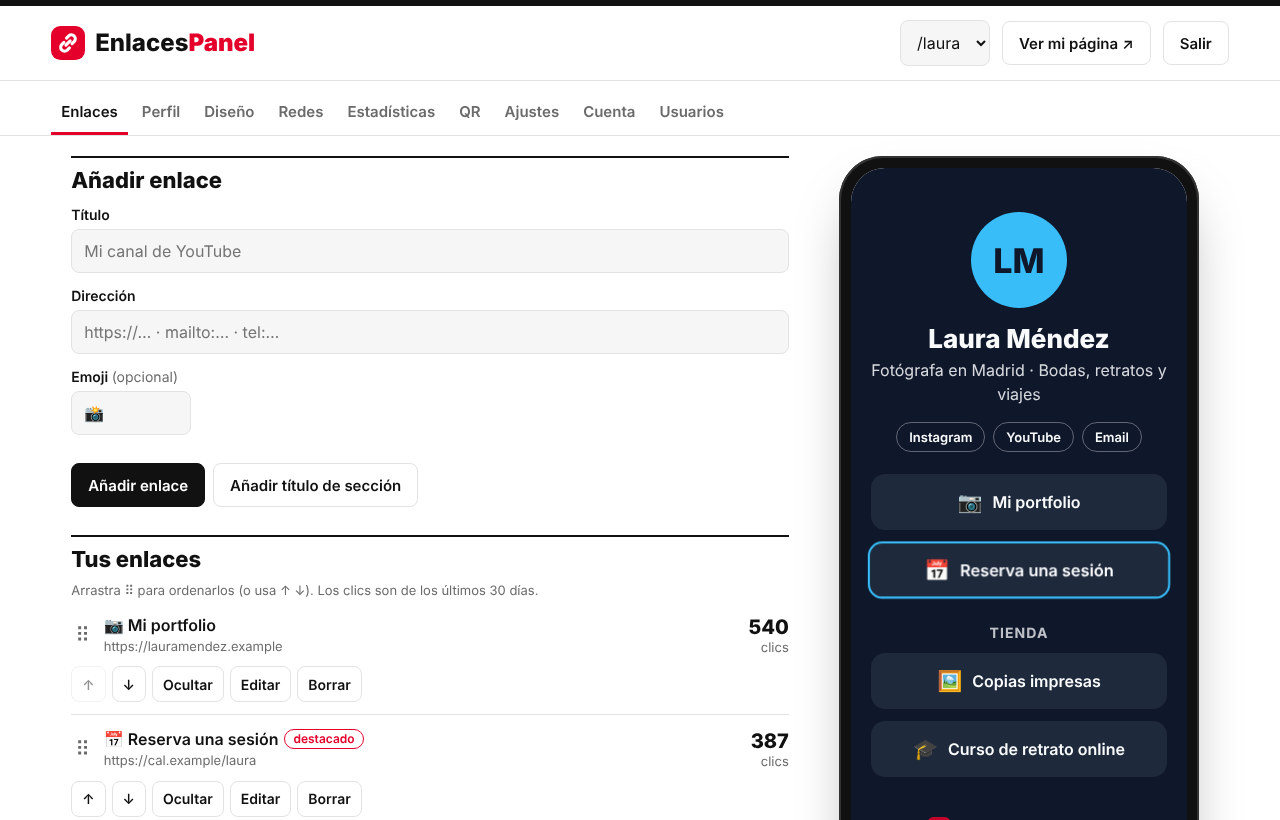 EnlacesPanel
/laura
Ver mi página ↗
Salir
Enlaces Perfil Diseño Redes Estadísticas QR Ajustes Cuenta Usuarios
Añadir enlace
Título
Mi canal de YouTube
Dirección
https://... · mailto:... · tel:...
Emoji (opcional)
📸
Añadir enlace
Añadir título de sección
Tus enlaces
Arrastra ⠿ para ordenarlos (o usa ↑ ↓). Los clics son de los últimos 30 días.
📷 Mi portfolio
540
https://lauramendez.example
clics
↑ ↓ Ocultar Editar Borrar
📅 Reserva una sesión destacado
387
https://cal.example/laura
clics
↑ ↓ Ocultar Editar Borrar
LM
Laura Méndez
Fotógrafa en Madrid · Bodas, retratos y
viajes
Instagram YouTube Email
📷 Mi portfolio
📅 Reserva una sesión
TIENDA
🖼️ Copias impresas
🎓 Curso de retrato online